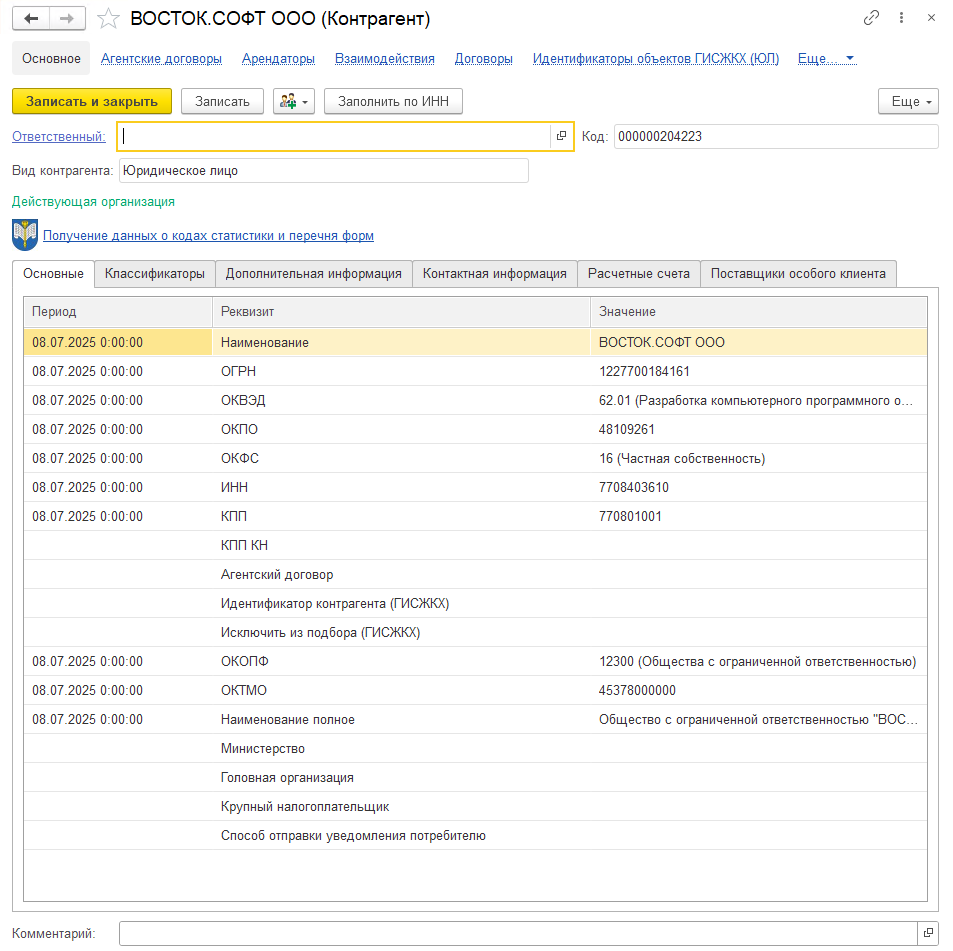 ВОСТОК.СОФТ ООО (Контрагент)
Основное Агентские договоры Арендаторы Взаимодействия Договоры Идентификаторы объектов ГИСЖКХ (ЮЛ) Еще...
Записать и закрыть Записать Заполнить по ИНН Еще
Ответственный: Код: 000000204223
Вид контрагента: Юридическое лицо
Действующая организация
Получение данных о кодах статистики и перечня форм
Основные Классификаторы Дополнительная информация Контактная информация Расчетные счета Поставщики особого клиента
Период Реквизит Значение
08.07.2025 0:00:00 Наименование ВОСТОК.СОФТ ООО
08.07.2025 0:00:00 ОГРН 1227700184161
08.07.2025 0:00:00 ОКВЭД 62.01 (Разработка компьютерного программного о...
08.07.2025 0:00:00 ОКПО 48109261
08.07.2025 0:00:00 ОКФС 16 (Частная собственность)
08.07.2025 0:00:00 ИНН 7708403610
08.07.2025 0:00:00 КПП 770801001
КПП КН
Агентский договор
Идентификатор контрагента (ГИСЖКХ)
Исключить из подбора (ГИСЖКХ)
08.07.2025 0:00:00 ОКОПФ 12300 (Общества с ограниченной ответственностью)
08.07.2025 0:00:00 ОКТМО 45378000000
08.07.2025 0:00:00 Наименование полное Общество с ограниченной ответственностью "ВОС...
Министерство
Головная организация
Крупный налогоплательщик
Способ отправки уведомления потребителю
Комментарий: